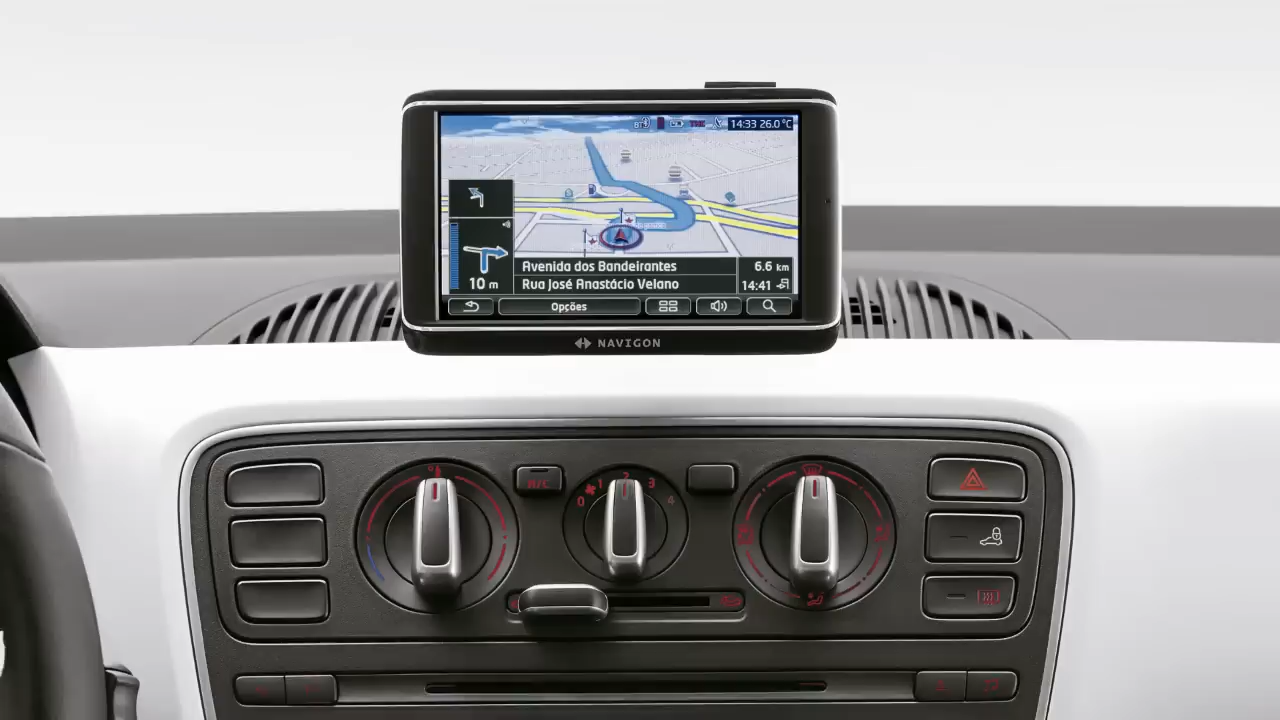 14:33 26.0°C
Avenida dos Bandeirantes
6.6 km
10 m
Rua José Anastácio Velano
14:41
Opções
NAVIGON
A/C
0 1 2 3 4